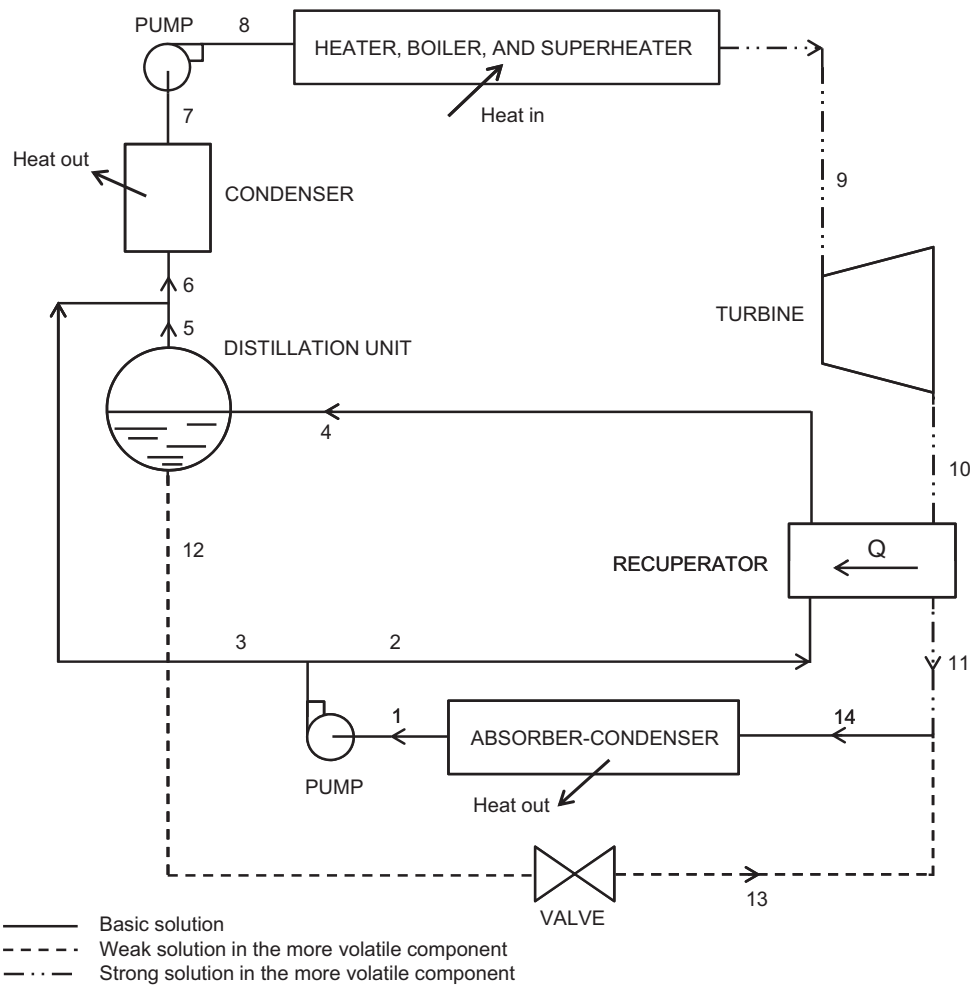 PUMP
8
HEATER, BOILER, AND SUPERHEATER
Heat in
7
Heat out
CONDENSER
9
6
5
TURBINE
DISTILLATION UNIT
4
10
12
RECUPERATOR
Q
3
2
11
1
14
ABSORBER-CONDENSER
PUMP
Heat out
13
VALVE
Basic solution
Weak solution in the more volatile component
Strong solution in the more volatile component